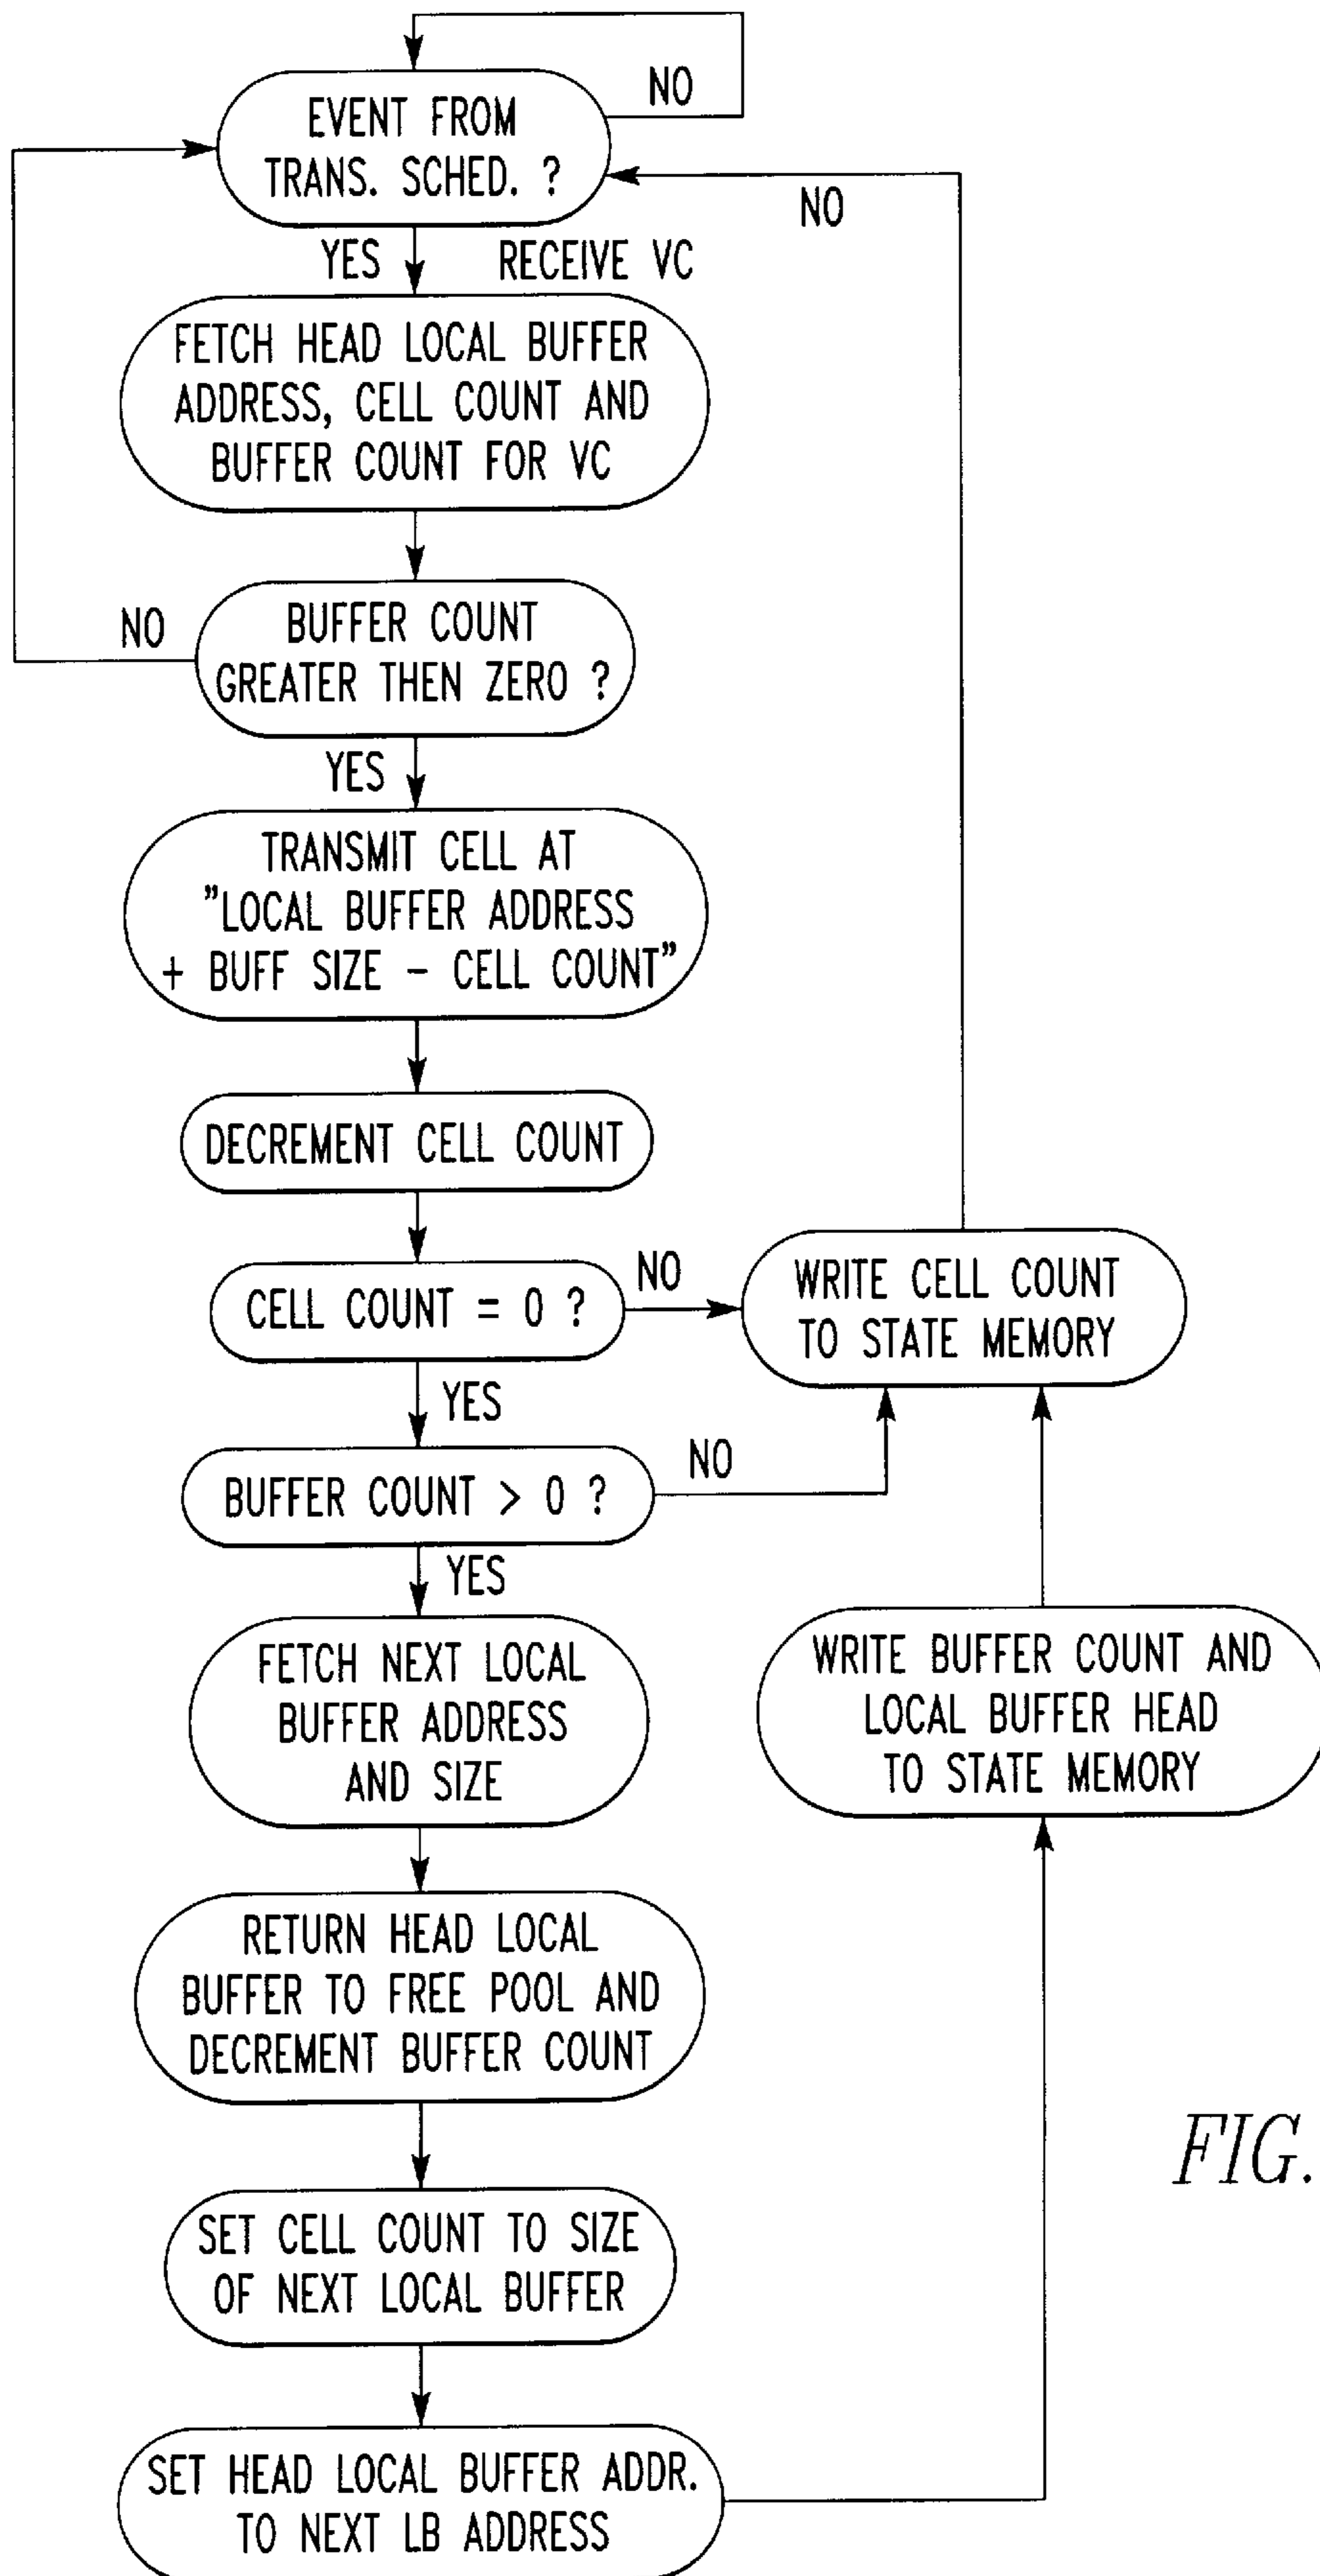 NO
EVENT FROM
TRANS. SCHED. ?
NO
YES
RECEIVE VC
FETCH HEAD LOCAL BUFFER
ADDRESS, CELL COUNT AND
BUFFER COUNT FOR VC
NO
BUFFER COUNT
GREATER THEN ZERO ?
YES
TRANSMIT CELL AT
"LOCAL BUFFER ADDRESS
+ BUFF SIZE - CELL COUNT"
DECREMENT CELL COUNT
CELL COUNT = 0 ?
NO
WRITE CELL COUNT
TO STATE MEMORY
YES
BUFFER COUNT > 0 ?
NO
YES
FETCH NEXT LOCAL
BUFFER ADDRESS
AND SIZE
WRITE BUFFER COUNT AND
LOCAL BUFFER HEAD
TO STATE MEMORY
RETURN HEAD LOCAL
BUFFER TO FREE POOL AND
DECREMENT BUFFER COUNT
SET CELL COUNT TO SIZE
OF NEXT LOCAL BUFFER
SET HEAD LOCAL BUFFER ADDR.
TO NEXT LB ADDRESS
FIG.